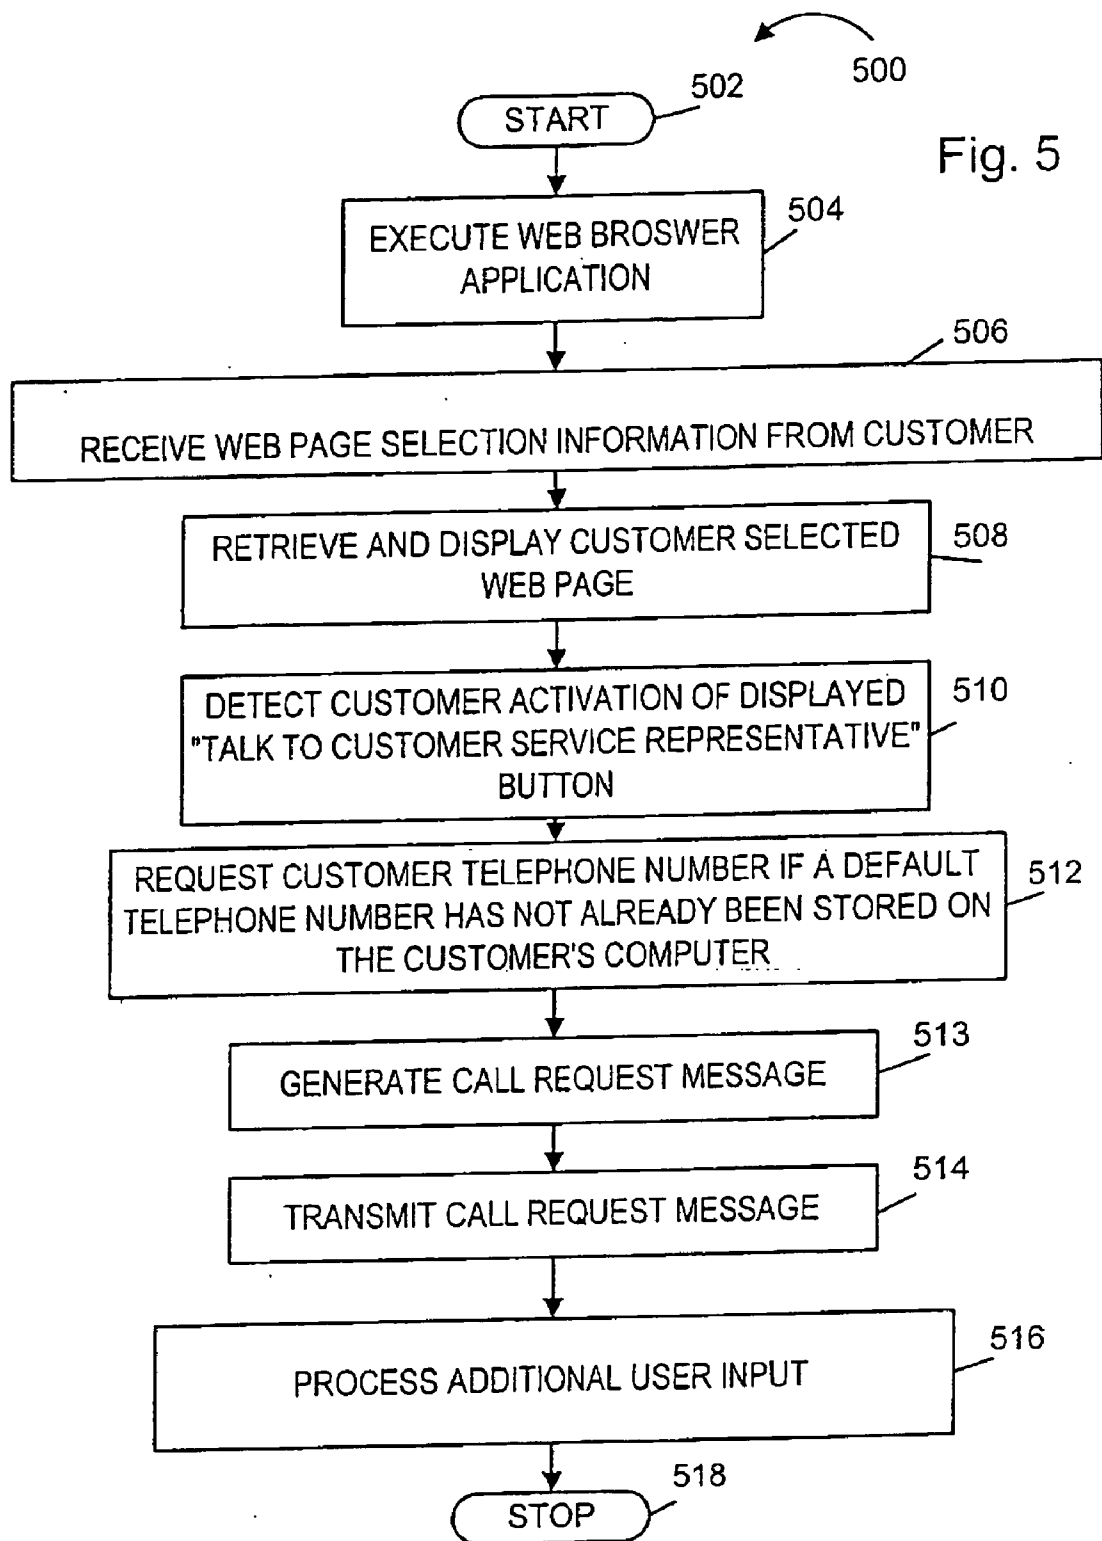 500
502
START
Fig. 5
504
EXECUTE WEB BROSWER
APPLICATION
506
RECEIVE WEB PAGE SELECTION INFORMATION FROM CUSTOMER
RETRIEVE AND DISPLAY CUSTOMER SELECTED
WEB PAGE
508
DETECT CUSTOMER ACTIVATION OF DISPLAYED
"TALK TO CUSTOMER SERVICE REPRESENTATIVE"
BUTTON
510
REQUEST CUSTOMER TELEPHONE NUMBER IF A DEFAULT
TELEPHONE NUMBER HAS NOT ALREADY BEEN STORED ON
THE CUSTOMER'S COMPUTER
512
513
GENERATE CALL REQUEST MESSAGE
514
TRANSMIT CALL REQUEST MESSAGE
516
PROCESS ADDITIONAL USER INPUT
518
STOP